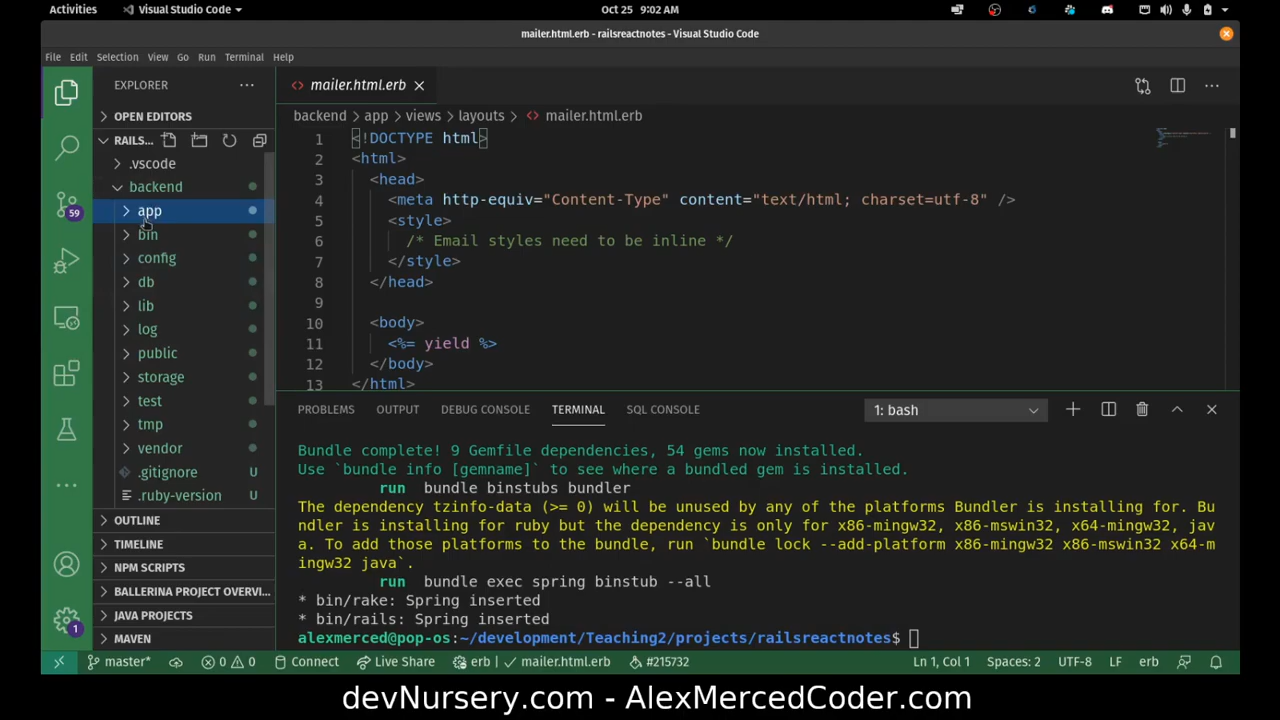 Activities
Visual Studio Code
Oct 25 9:02 AM
mailer.html.erb - railsreactnotes - Visual Studio Code
File Edit Selection View Go Run Terminal Help
EXPLORER
mailer.html.erb
OPEN EDITORS
backend app views layouts mailer.html.erb
RAILS...
.vscode
backend
app
bin
config
db
lib
log
public
storage
test
tmp
vendor
.gitignore U
.ruby-version U
OUTLINE
TIMELINE
NPM SCRIPTS
BALLERINA PROJECT OVERVI...
JAVA PROJECTS
MAVEN
59
1
1 <!DOCTYPE html>
2 <html>
3 <head>
4 <meta http-equiv="Content-Type" content="text/html; charset=utf-8" />
5 <style>
6 /* Email styles need to be inline */
7 </style>
8 </head>
9
10 <body>
11 <%= yield %>
12 </body>
13 </html>
PROBLEMS OUTPUT DEBUG CONSOLE TERMINAL SQL CONSOLE 1: bash
Bundle complete! 9 Gemfile dependencies, 54 gems now installed.
Use `bundle info [gemname]` to see where a bundled gem is installed.
run bundle binstubs bundler
The dependency tzinfo-data (>= 0) will be unused by any of the platforms Bundler is installing for. Bu
ndler is installing for ruby but the dependency is only for x86-mingw32, x86-mswin32, x64-mingw32, jav
a. To add those platforms to the bundle, run `bundle lock --add-platform x86-mingw32 x86-mswin32 x64-m
ingw32 java`.
run bundle exec spring binstub --all
* bin/rake: Spring inserted
* bin/rails: Spring inserted
alexmerced@pop-os:~/development/Teaching2/projects/railsreactnotes$
master* 0 0 Connect Live Share erb mailer.html.erb #215732 Ln 1, Col 1 Spaces: 2 UTF-8 LF erb
devNursery.com - AlexMercedCoder.com